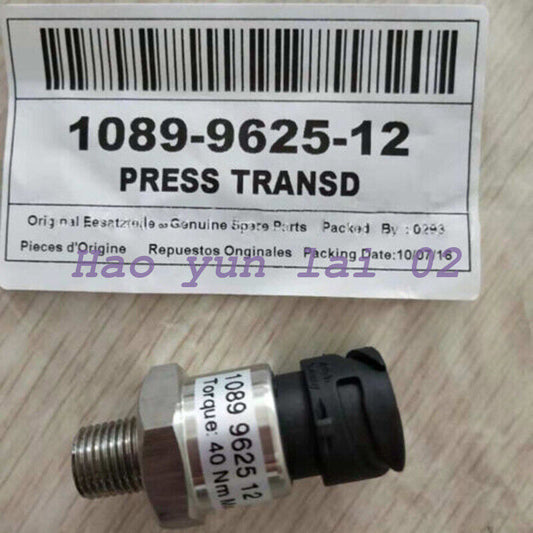 1089-9625-12
PRESS TRANSD
Original Eesatzteile ∞ Genuine Spare Parts Packed By : 0293
Pieces d'Origine Repuestos Onginales Packing Date:10/07/16
Hao yun lai 02
1089 9625 12
Torque: 40 Nm